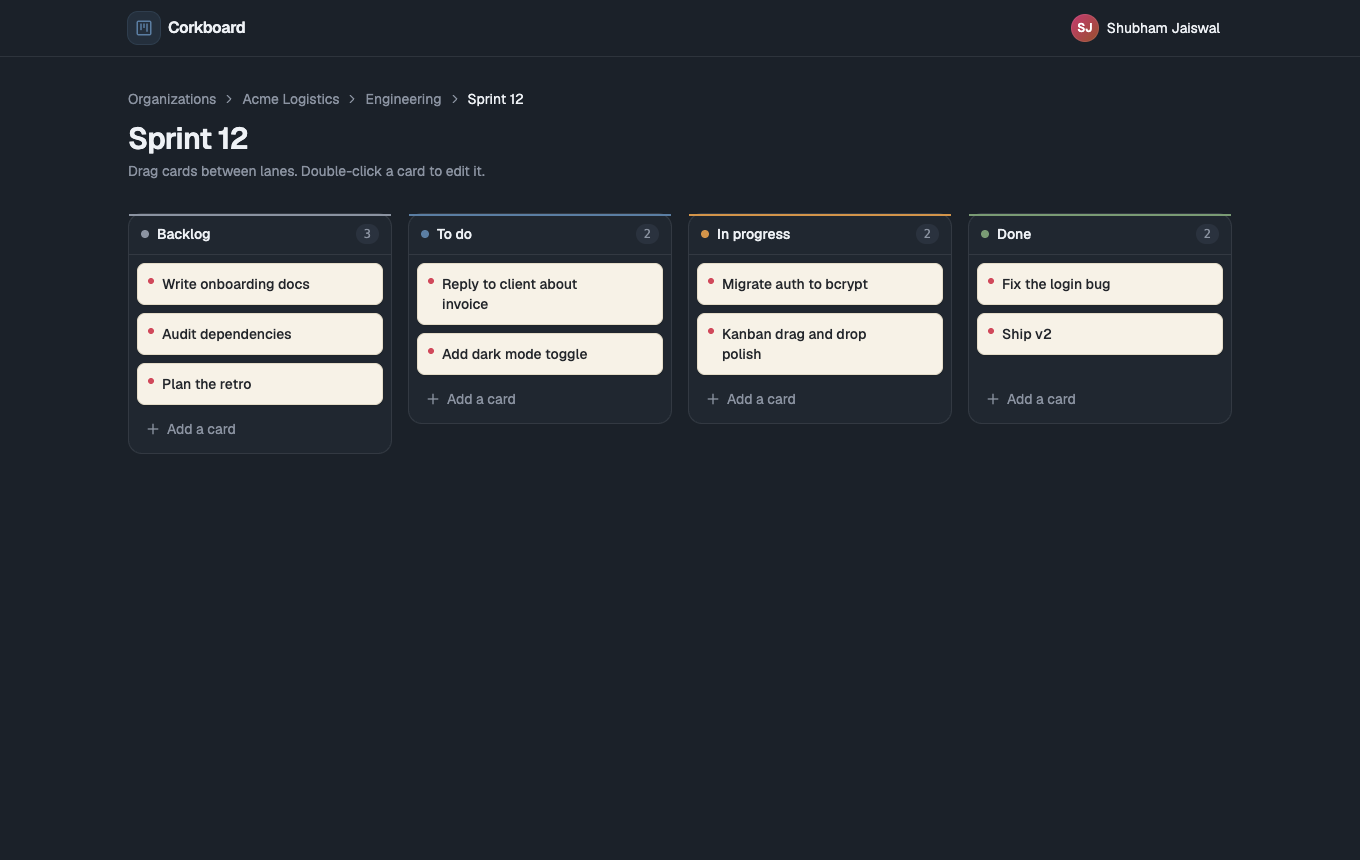 Corkboard
SJ Shubham Jaiswal
Organizations > Acme Logistics > Engineering > Sprint 12
Sprint 12
Drag cards between lanes. Double-click a card to edit it.
Backlog 3
Write onboarding docs
Audit dependencies
Plan the retro
+ Add a card
To do 2
Reply to client about
invoice
Add dark mode toggle
+ Add a card
In progress 2
Migrate auth to bcrypt
Kanban drag and drop
polish
+ Add a card
Done 2
Fix the login bug
Ship v2
+ Add a card